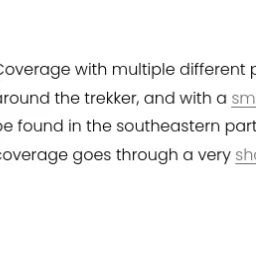 Coverage with multiple different p
around the trekker, and with a sm
be found in the southeastern part
coverage goes through a very sho